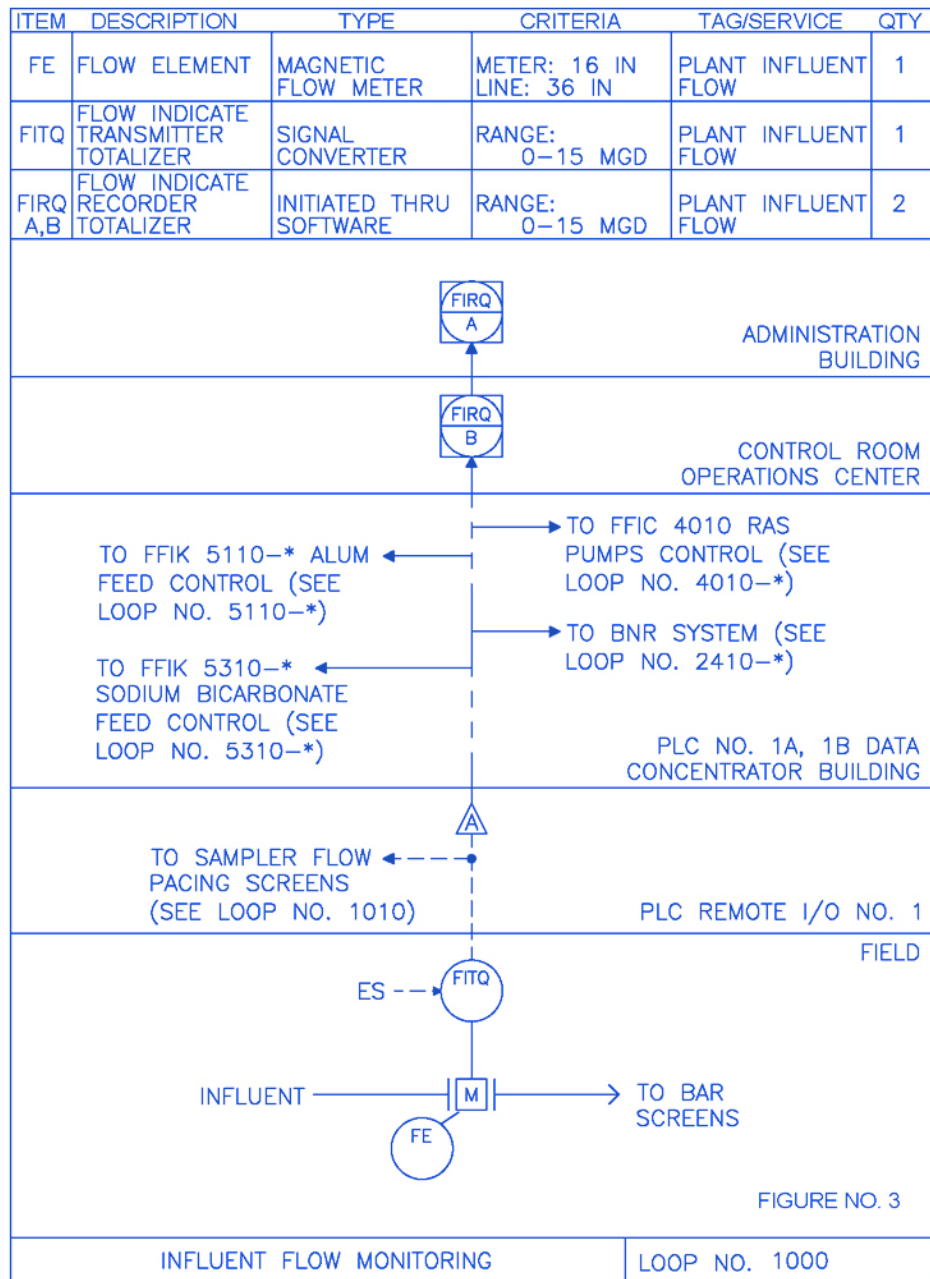 ITEM DESCRIPTION TYPE CRITERIA TAG/SERVICE QTY
FE FLOW ELEMENT MAGNETIC METER: 16 IN PLANT INFLUENT 1
FLOW METER LINE: 36 IN FLOW
FLOW INDICATE
FITQ TRANSMITTER SIGNAL RANGE: PLANT INFLUENT 1
TOTALIZER CONVERTER 0-15 MGD FLOW
FLOW INDICATE
FIRQ RECORDER INITIATED THRU RANGE: PLANT INFLUENT 2
A,B TOTALIZER SOFTWARE 0-15 MGD FLOW
FIRQ
A
ADMINISTRATION
BUILDING
FIRQ
B
CONTROL ROOM
OPERATIONS CENTER
TO FFIC 4010 RAS
PUMPS CONTROL (SEE
LOOP NO. 4010-*)
TO FFIK 5110-* ALUM
FEED CONTROL (SEE
LOOP NO. 5110-*)
TO BNR SYSTEM (SEE
LOOP NO. 2410-*)
TO FFIK 5310-*
SODIUM BICARBONATE
FEED CONTROL (SEE
LOOP NO. 5310-*)
PLC NO. 1A, 1B DATA
CONCENTRATOR BUILDING
A
TO SAMPLER FLOW
PACING SCREENS
(SEE LOOP NO. 1010)
PLC REMOTE I/O NO. 1
FIELD
ES
FITQ
INFLUENT
M
TO BAR
SCREENS
FE
FIGURE NO. 3
INFLUENT FLOW MONITORING LOOP NO. 1000